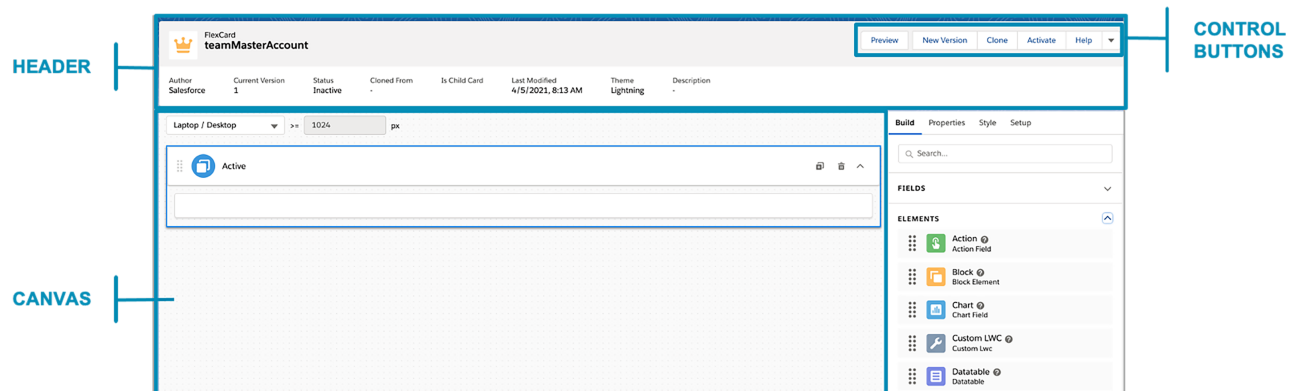 FlexCard
teamMasterAccount
Preview
New Version
Clone
Activate
Help
CONTROL
BUTTONS
HEADER
Author
Salesforce
Current Version
1
Status
Inactive
Cloned From
-
Is Child Card
Last Modified
4/5/2021, 8:13 AM
Theme
Lightning
Description
-
Laptop / Desktop >= 1024 px
Active
Build Properties Style Setup
Search...
FIELDS
ELEMENTS
Action
Action Field
Block
Block Element
CANVAS
Chart
Chart Field
Custom LWC
Custom Lwc
Datatable
Datatable